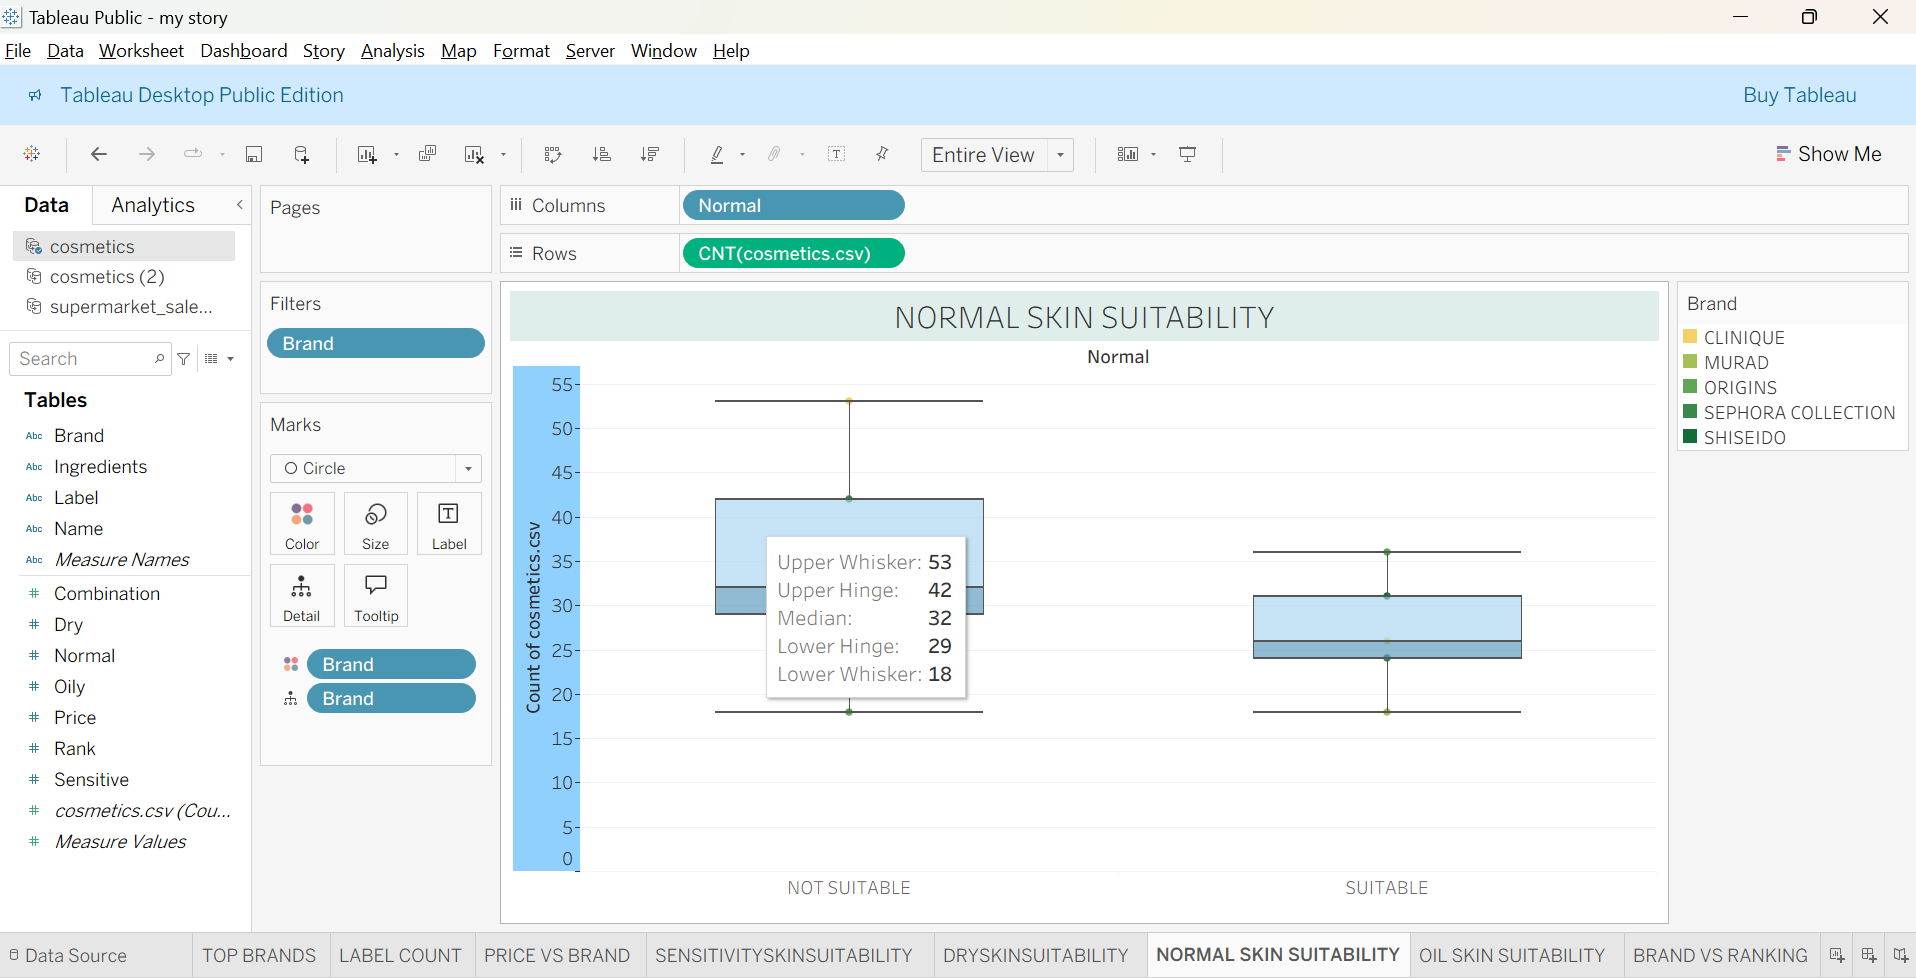 Tableau Public - my story
File Data Worksheet Dashboard Story Analysis Map Format Server Window Help
Tableau Desktop Public Edition
Buy Tableau
Entire View
Show Me
Data Analytics
cosmetics
cosmetics (2)
supermarket_sale...
Search
Tables
Abc Brand
Abc Ingredients
Abc Label
Abc Name
Abc Measure Names
# Combination
# Dry
# Normal
# Oily
# Price
# Rank
# Sensitive
# cosmetics.csv (Cou...
# Measure Values
Pages
Filters
Brand
Marks
Circle
Color Size Label
Detail Tooltip
Brand
Brand
Columns Normal
Rows CNT(cosmetics.csv)
NORMAL SKIN SUITABILITY
Normal
Count of cosmetics.csv
55
50
45
40
35
30
25
20
15
10
5
0
Upper Whisker: 53
Upper Hinge: 42
Median: 32
Lower Hinge: 29
Lower Whisker: 18
NOT SUITABLE SUITABLE
Brand
CLINIQUE
MURAD
ORIGINS
SEPHORA COLLECTION
SHISEIDO
Data Source TOP BRANDS LABEL COUNT PRICE VS BRAND SENSITIVITYSKINSUITABILITY DRYSKINSUITABILITY NORMAL SKIN SUITABILITY OIL SKIN SUITABILITY BRAND VS RANKING